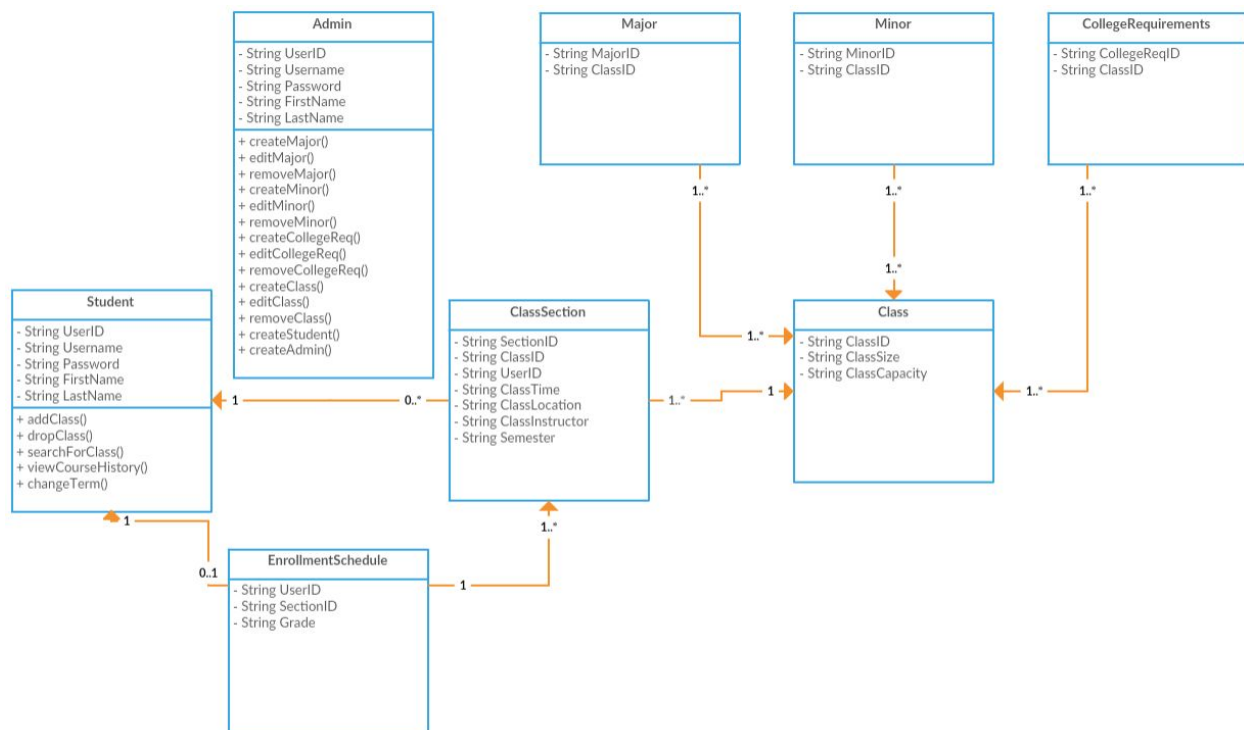 Admin
- String UserID
- String Username
- String Password
- String FirstName
- String LastName
+ createMajor()
+ editMajor()
+ removeMajor()
+ createMinor()
+ editMinor()
+ removeMinor()
+ createCollegeReq()
+ editCollegeReq()
+ removeCollegeReq()
+ createClass()
+ editClass()
+ removeClass()
+ createStudent()
+ createAdmin()
Major
- String MajorID
- String ClassID
Minor
- String MinorID
- String ClassID
CollegeRequirements
- String CollegeReqID
- String ClassID
1..*
1..*
1..*
1..*
1..*
1..*
Student
- String UserID
- String Username
- String Password
- String FirstName
- String LastName
+ addClass()
+ dropClass()
+ searchForClass()
+ viewCourseHistory()
+ changeTerm()
1
0..*
ClassSection
- String SectionID
- String ClassID
- String UserID
- String ClassTime
- String ClassLocation
- String ClassInstructor
- String Semester
1..*
1
Class
- String ClassID
- String ClassSize
- String ClassCapacity
1
0..1
1..*
1
EnrollmentSchedule
- String UserID
- String SectionID
- String Grade